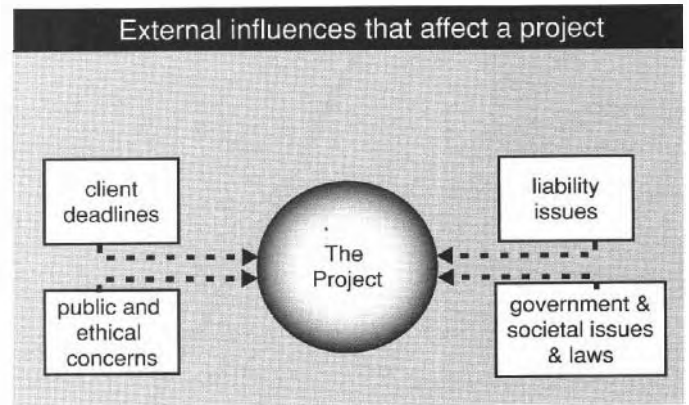 External influences that affect a project
client
deadlines
liability
issues
The
Project
public and
ethical
concerns
government &
societal issues
& laws